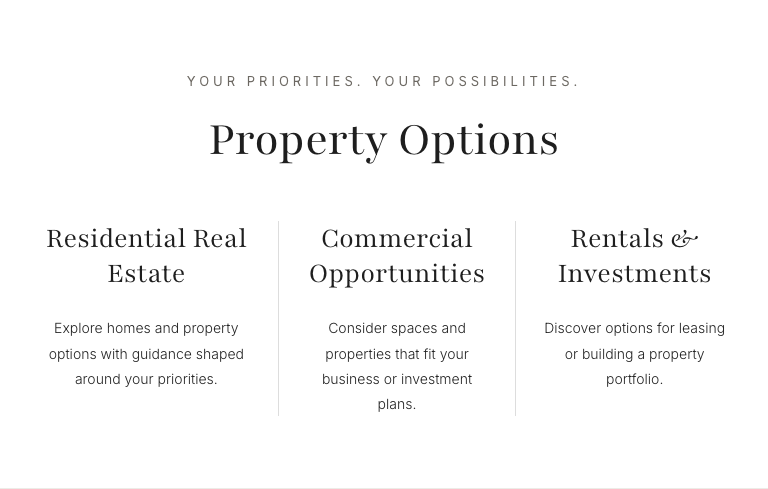 YOUR PRIORITIES. YOUR POSSIBILITIES.
Property Options
Residential Real
Estate
Explore homes and property
options with guidance shaped
around your priorities.
Commercial
Opportunities
Consider spaces and
properties that fit your
business or investment
plans.
Rentals &
Investments
Discover options for leasing
or building a property
portfolio.